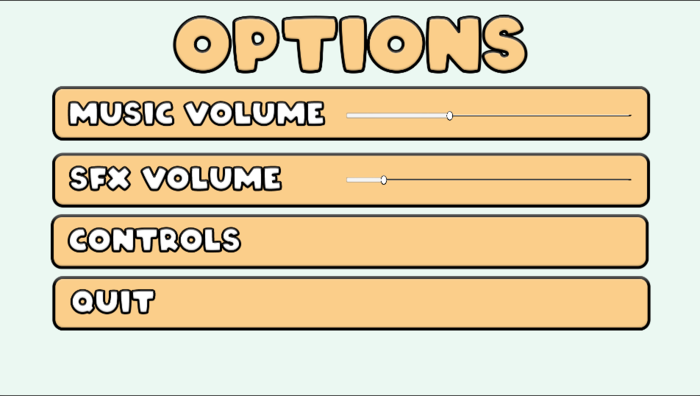 OPTIONS
MUSIC VOLUME
SFX VOLUME
CONTROLS
QUIT